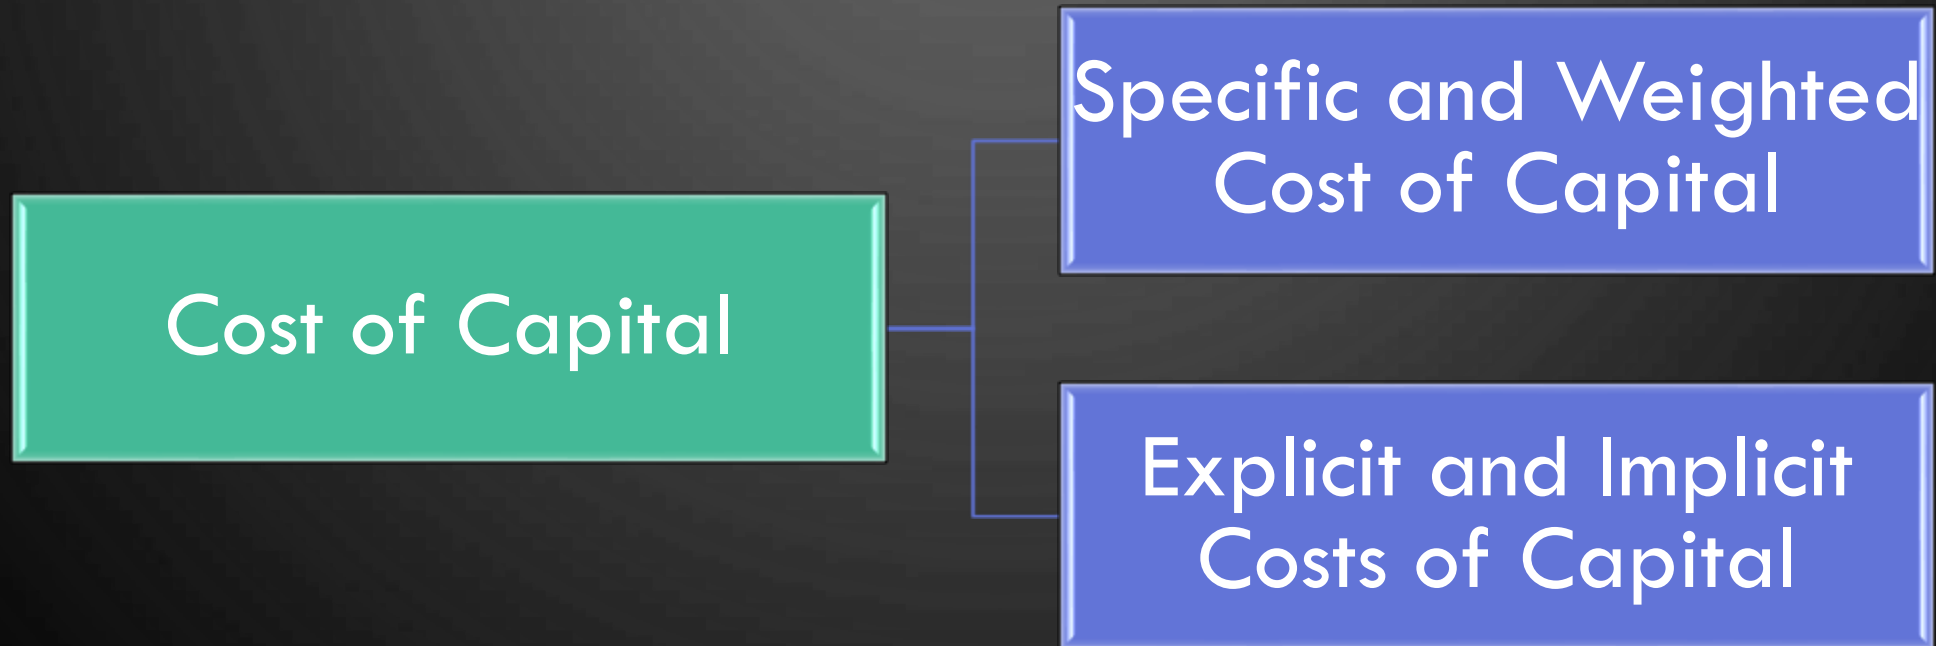 Cost of Capital
Specific and Weighted
Cost of Capital
Explicit and Implicit
Costs of Capital